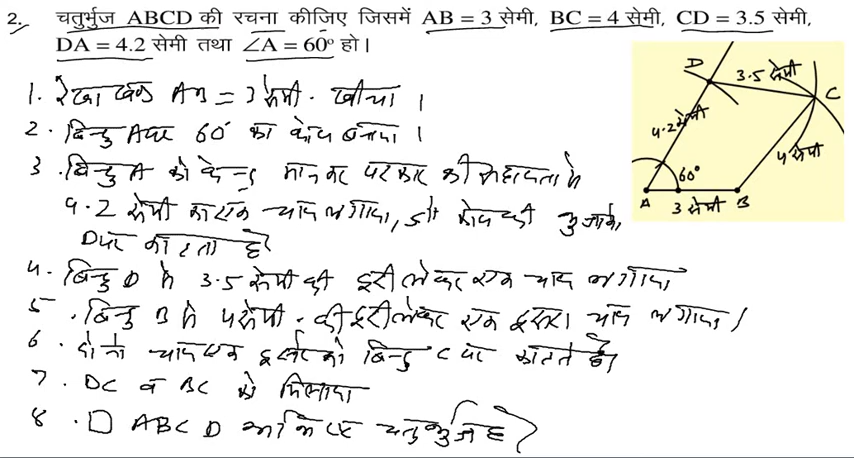 2. चतुर्भुज ABCD की रचना कीजिए जिसमें AB = 3 सेमी, BC = 4 सेमी, CD = 3.5 सेमी,
DA = 4.2 सेमी तथा ∠A = 60° हो।
1. रेखा खण्ड AB = 3 सेमी. खींचा।
2. बिन्दु A पर 60° का कोण बनाया।
3. बिन्दु A को केन्द्र मानकर परकार की सहायता से
4.2 सेमी का एक चाप लगाया, जो कोण की भुजा को
D पर काटता है
4. बिन्दु D से 3.5 सेमी की दूरी लेकर एक चाप लगाया
5. बिन्दु B से 4 सेमी. की दूरी लेकर एक दूसरा चाप लगाया।
6. दोनों चाप एक दूसरे को बिन्दु C पर काटते है।
7. DC व BC को मिलाया
8. □ ABCD अभिष्ट चतुर्भुज है।
D
3.5 सेमी
C
4.2 सेमी
4 सेमी
60°
A
3 सेमी
B